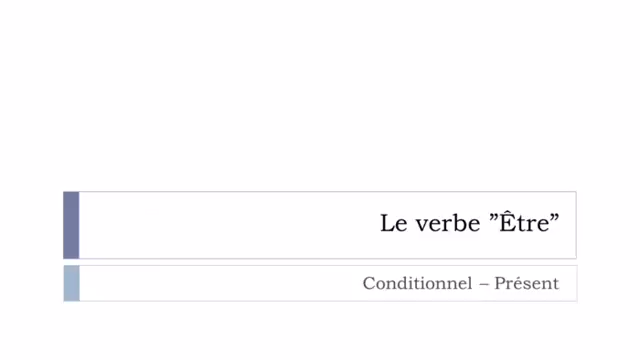 Le verbe ”Être”
Conditionnel – Présent